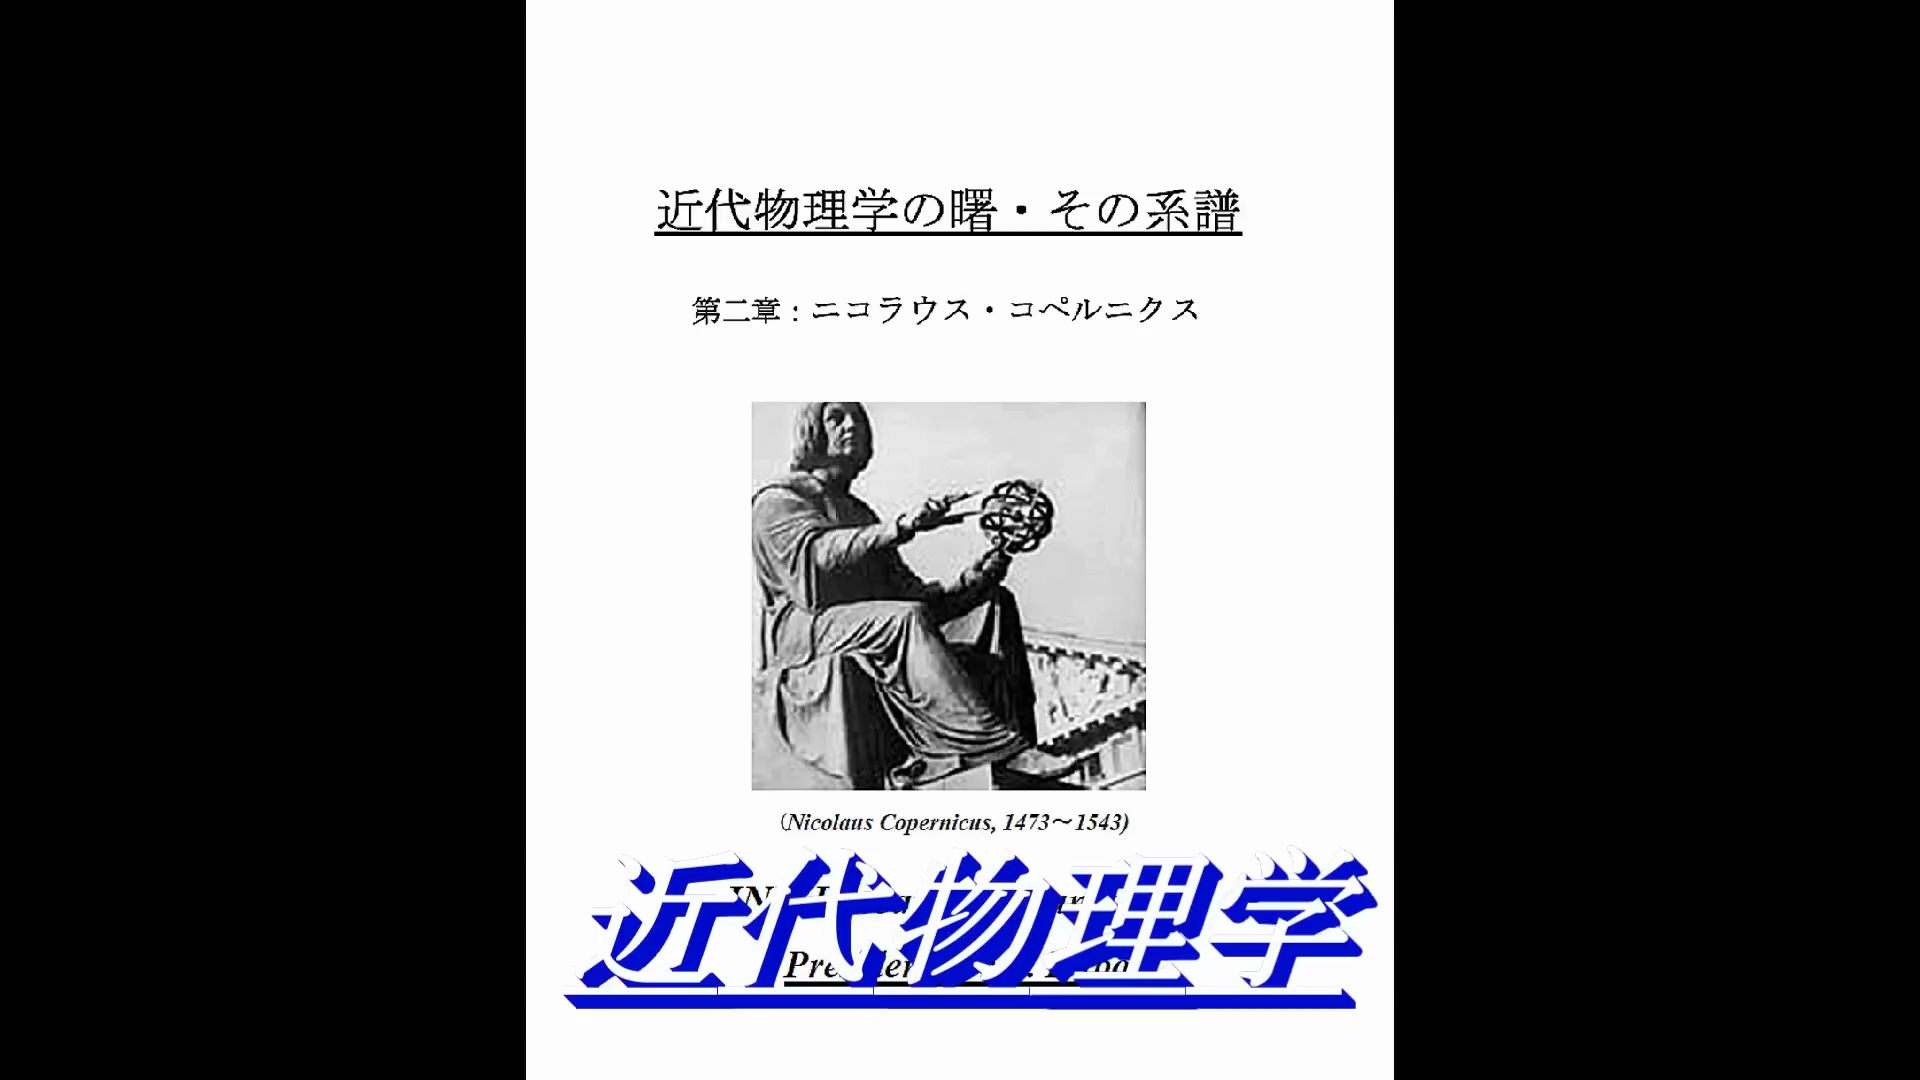 近代物理学の曙・その系譜
第二章：ニコラウス・コペルニクス
(Nicolaus Copernicus, 1473～1543)
近代物理学